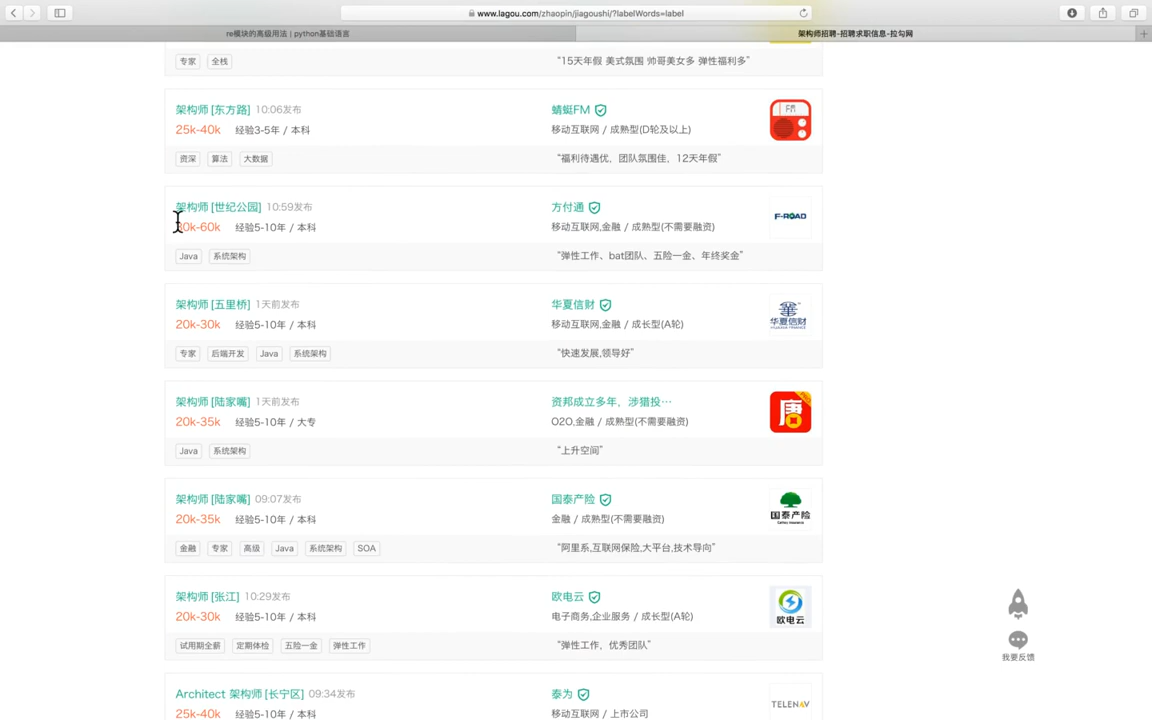 www.lagou.com/zhaopin/jiagoushi/?labelWords=label
re模块的高级用法 | python基础语言
架构师招聘-招聘求职信息-拉勾网
专家 全栈
“15天年假 美式氛围 帅哥美女多 弹性福利多”
架构师 [东方路] 10:06发布
25k-40k 经验3-5年 / 本科
资深 算法 大数据
蜻蜓FM
移动互联网 / 成熟型(D轮及以上)
“福利待遇优，团队氛围佳，12天年假”
架构师 [世纪公园] 10:59发布
0k-60k 经验5-10年 / 本科
Java 系统架构
方付通
移动互联网,金融 / 成熟型(不需要融资)
“弹性工作、bat团队、五险一金、年终奖金”
F-ROAD
架构师 [五里桥] 1天前发布
20k-30k 经验5-10年 / 本科
专家 后端开发 Java 系统架构
华夏信财
移动互联网,金融 / 成长型(A轮)
“快速发展,领导好”
华夏信财
架构师 [陆家嘴] 1天前发布
20k-35k 经验5-10年 / 大专
Java 系统架构
资邦成立多年，涉猎投···
O2O,金融 / 成熟型(不需要融资)
“上升空间”
唐
架构师 [陆家嘴] 09:07发布
20k-35k 经验5-10年 / 本科
金融 专家 高级 Java 系统架构 SOA
国泰产险
金融 / 成熟型(不需要融资)
“阿里系,互联网保险,大平台,技术导向”
国泰产险
架构师 [张江] 10:29发布
20k-30k 经验5-10年 / 本科
试用期全薪 定期体检 五险一金 弹性工作
欧电云
电子商务,企业服务 / 成长型(A轮)
“弹性工作，优秀团队”
欧电云
Architect 架构师 [长宁区] 09:34发布
25k-40k 经验5-10年 / 本科
泰为
移动互联网 / 上市公司
TELENAV
我要反馈